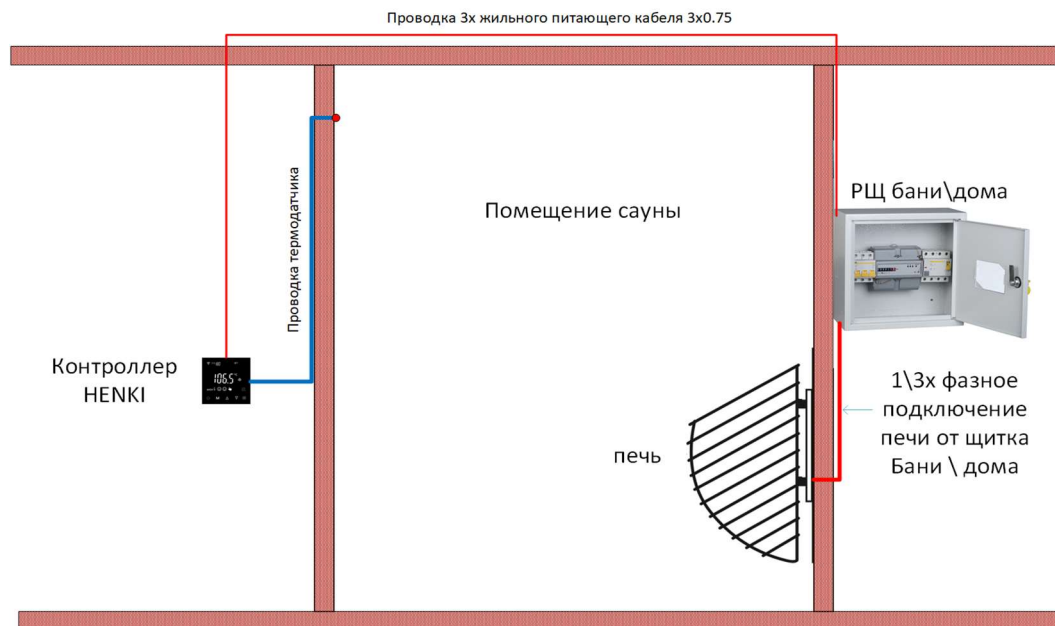 Проводка 3х жильного питающего кабеля 3х0.75
РЩ бани\дома
Помещение сауны
Проводка термодатчика
Контроллер
HENKI
106.5
1\3х фазное
подключение
печи от щитка
Бани \ дома
печь